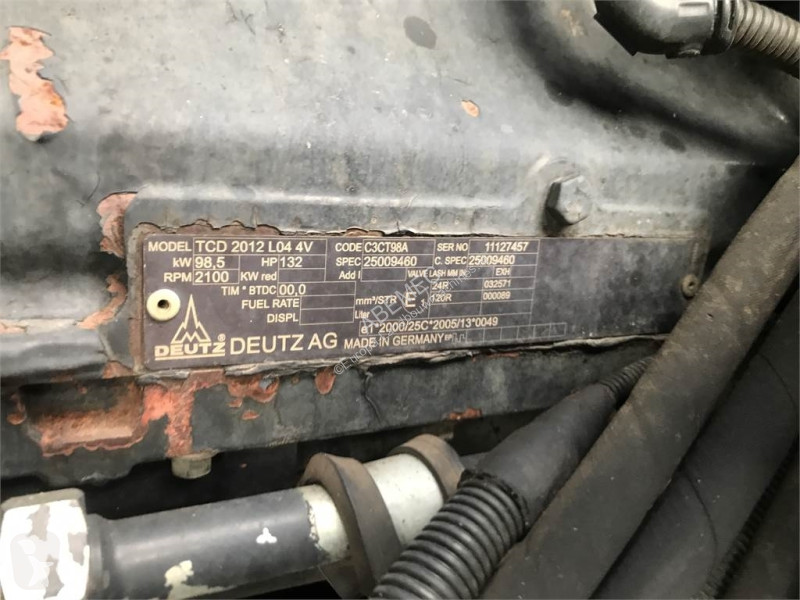 MODEL TCD 2012 L04 4V CODE C3CT98A SER NO 11127457
kW 98,5 HP 132 SPEC 25009460 C. SPEC 25009460
RPM 2100 KW red Add I VALVE LASH MM IN EXH
TIM ° BTDC 00,0 24R 032571
FUEL RATE mm³/STR E 1 120R 000089
DISPL Liter
e1*2000/25C*2005/13*0049
DEUTZ® DEUTZ AG MADE IN GERMANY